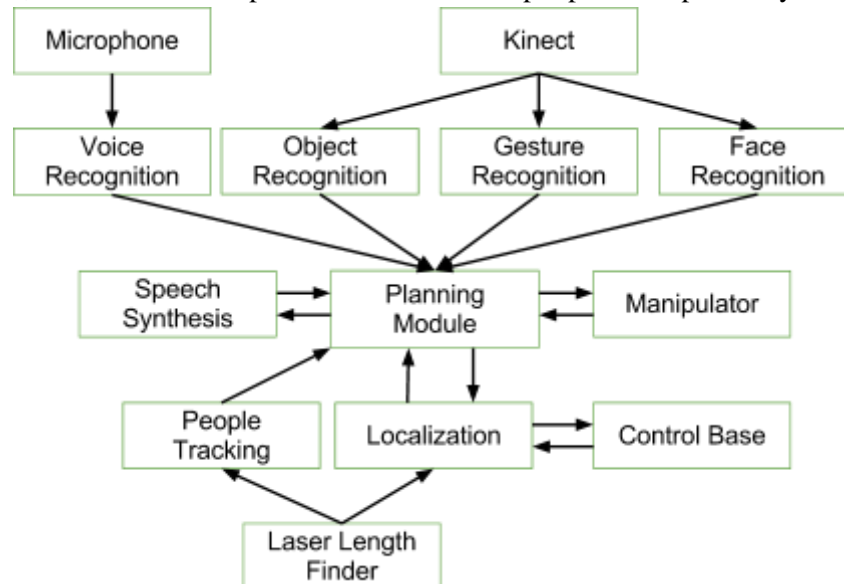 Microphone
Kinect
Voice
Recognition
Object
Recognition
Gesture
Recognition
Face
Recognition
Speech
Synthesis
Planning
Module
Manipulator
People
Tracking
Localization
Control Base
Laser Length
Finder